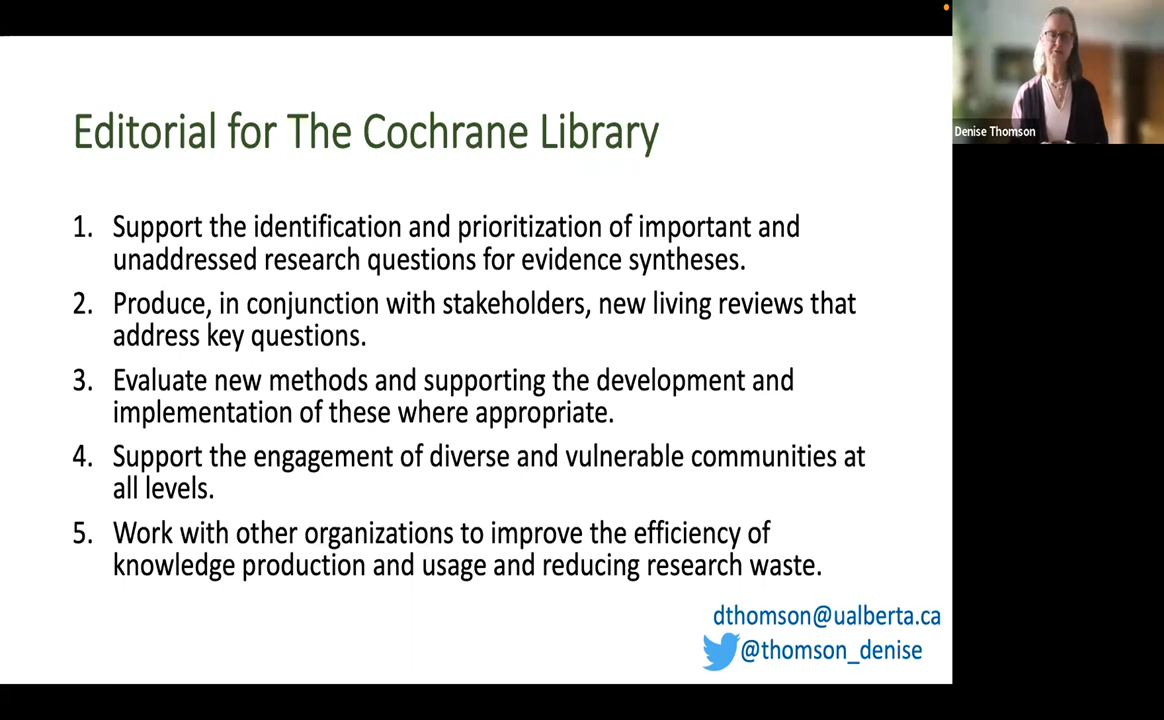 Editorial for The Cochrane Library
Denise Thomson
1. Support the identification and prioritization of important and
unaddressed research questions for evidence syntheses.
2. Produce, in conjunction with stakeholders, new living reviews that
address key questions.
3. Evaluate new methods and supporting the development and
implementation of these where appropriate.
4. Support the engagement of diverse and vulnerable communities at
all levels.
5. Work with other organizations to improve the efficiency of
knowledge production and usage and reducing research waste.
dthomson@ualberta.ca
@thomson_denise